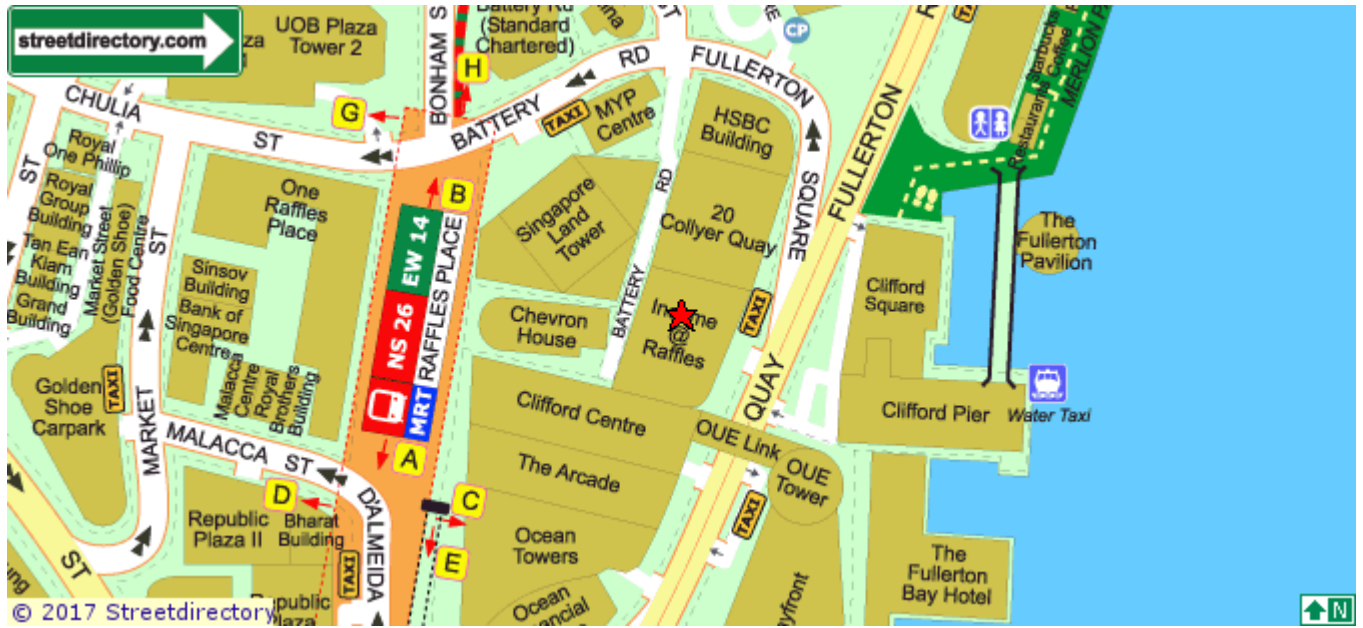 streetdirectory.com
UOB Plaza
Tower 2
Battery Rd
(Standard
Chartered)
BONHAM S
ST
CP
TAXI
FULLERTON
Starbucks
Coffee
Restaurants
MERLION P
CHULIA
ST
G
H
BATTERY
RD
FULLERTON
SQUARE
TAXI
MYP
Centre
HSBC
Building
Royal
One Phillip
ST
Royal
Group
Building
Tan Ean
Kiam
Building
Grand
Building
Market Street
(Golden Shoe)
Food Centre
ST
One
Raffles
Place
B
EW 14
NS 26
RAFFLES PLACE
MRT
A
Singapore
Land
Tower
BATTERY
RD
20
Collyer Quay
FULLERTON
The
Fullerton
Pavilion
Sinsov
Building
Bank of
Singapore
Centre
Malacca
Centre
Royal
Brothers
Building
Chevron
House
@
Raffles
TAXI
Clifford
Square
Golden
Shoe
Carpark
TAXI
MARKET
MALACCA
ST
Clifford Centre
QUAY
OUE Link
Clifford Pier
Water Taxi
The Arcade
OUE
Tower
D
C
E
Republic
Plaza II
Bharat
Building
D'ALMEIDA
TAXI
Ocean
Towers
TAXI
The
Fullerton
Bay Hotel
ST
Ocean
© 2017 Streetdirectory
N